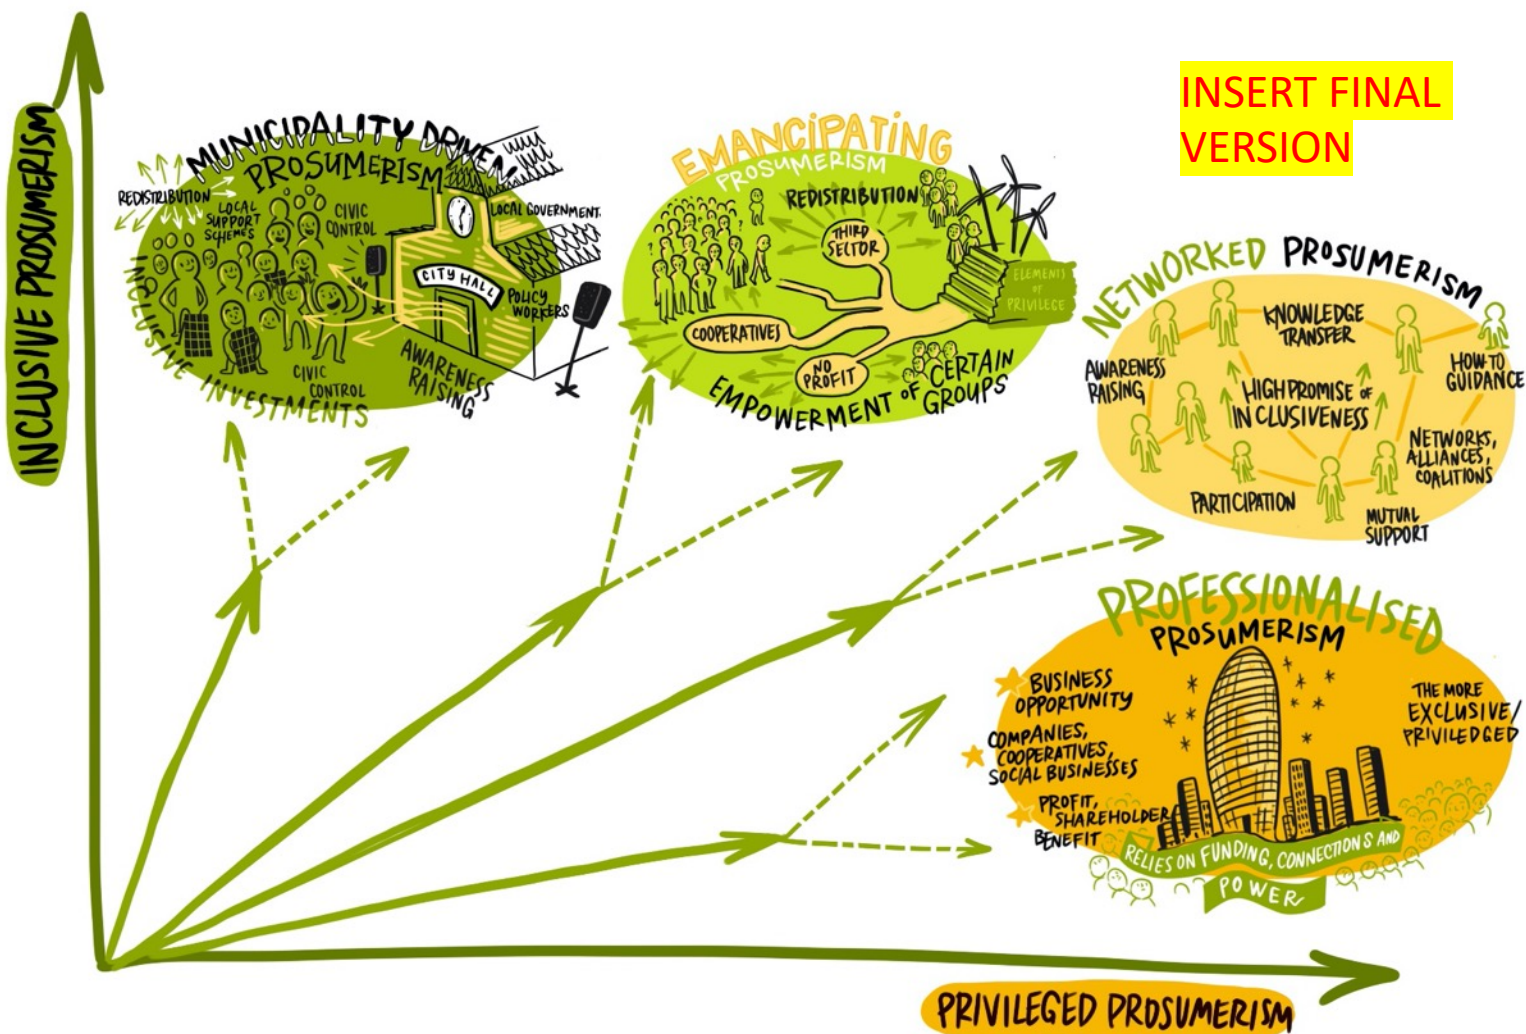 INSERT FINAL
VERSION
INCLUSIVE PROSUMERISM
MUNICIPALITY DRIVEN
PROSUMERISM
REDISTRIBUTION
LOCAL
SUPPORT
SCHEMES
CIVIC
CONTROL
LOCAL GOVERNMENT
CITY HALL
POLICY
WORKERS
CIVIC
CONTROL
AWARENESS
RAISING
INCLUSIVE INVESTMENTS
EMANCIPATING
PROSUMERISM
REDISTRIBUTION
THIRD
SECTOR
ELEMENTS
OF
PRIVILEGE
COOPERATIVES
NO
PROFIT
EMPOWERMENT OF CERTAIN
GROUPS
NETWORKED PROSUMERISM
KNOWLEDGE
TRANSFER
AWARENESS
RAISING
HOW-TO
GUIDANCE
HIGH PROMISE OF
INCLUSIVENESS
NETWORKS,
ALLIANCES,
COALITIONS
PARTICIPATION
MUTUAL
SUPPORT
PROFESSIONALISED
PROSUMERISM
BUSINESS
OPPORTUNITY
COMPANIES,
COOPERATIVES,
SOCIAL BUSINESSES
PROFIT,
SHAREHOLDER
BENEFIT
THE MORE
EXCLUSIVE/
PRIVILEDGED
RELIES ON FUNDING, CONNECTIONS AND
POWER
PRIVILEGED PROSUMERISM